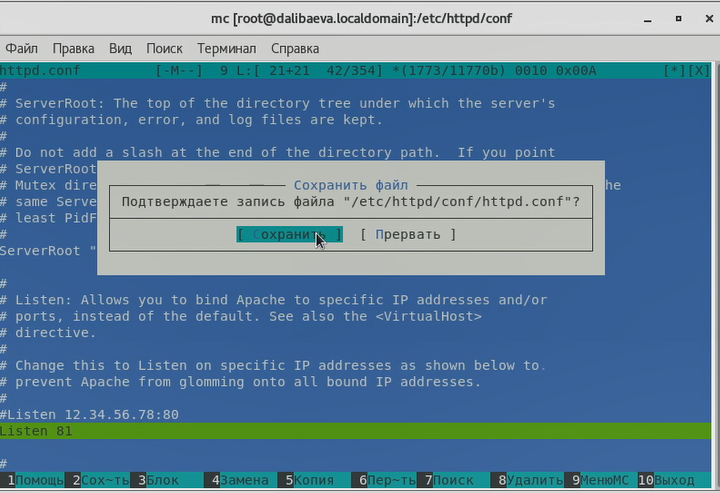 mc [root@dalibaeva.localdomain]:/etc/httpd/conf
Файл Правка Вид Поиск Терминал Справка
httpd.conf [-M--] 9 L:[ 21+21 42/354] *(1773/11770b) 0010 0x00A [*][X]
#
# ServerRoot: The top of the directory tree under which the server's
# configuration, error, and log files are kept.
#
# Do not add a slash at the end of the directory path. If you point
# ServerRoot
# Mutex dire he
# same Serve
# least PidF
#
ServerRoot "
Сохранить файл
Подтверждаете запись файла "/etc/httpd/conf/httpd.conf"?
[ Сохранить ] [ Прервать ]
#
# Listen: Allows you to bind Apache to specific IP addresses and/or
# ports, instead of the default. See also the <VirtualHost>
# directive.
#
# Change this to Listen on specific IP addresses as shown below to
# prevent Apache from glomming onto all bound IP addresses.
#
#Listen 12.34.56.78:80
Listen 81
#
1Помощь 2Сох~ть 3Блок 4Замена 5Копия 6Пер~ть 7Поиск 8Удалить 9МенюMC 10Выход